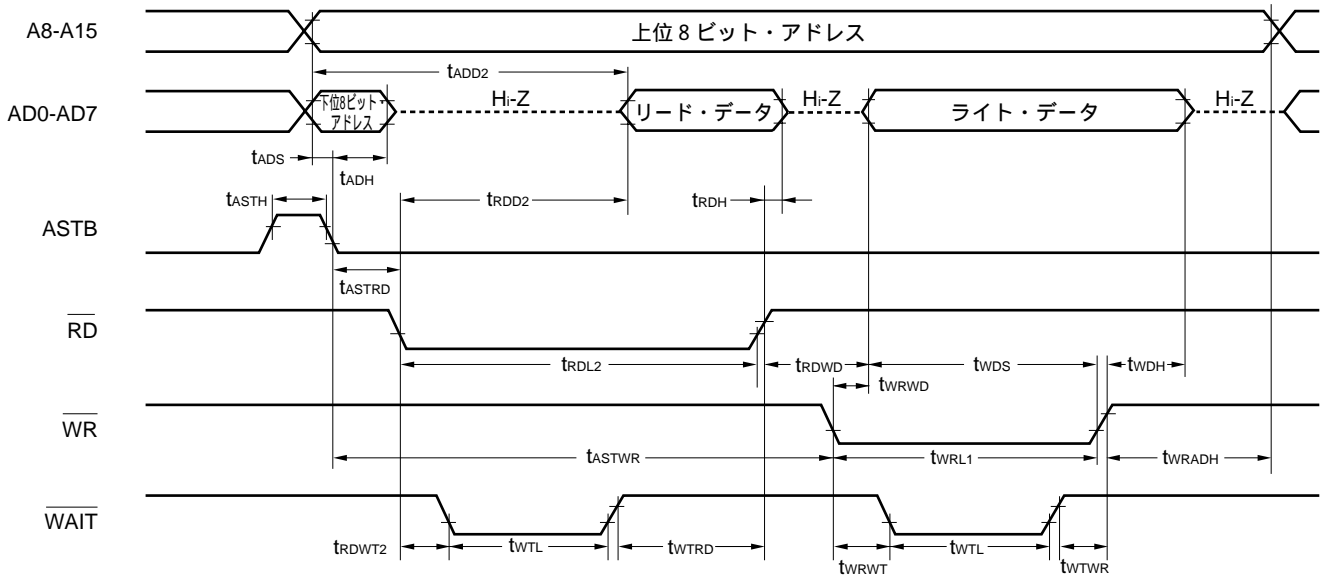 A8-A15
上位 8 ビット・アドレス
tADD2
AD0-AD7
下位8ビット・
アドレス
Hi-Z
リード・データ
Hi-Z
ライト・データ
Hi-Z
tADS
tADH
tASTH
tRDD2
tRDH
ASTB
tASTRD
RD
tRDL2
tRDWD
tWDS
tWDH
tWRWD
WR
tASTWR
tWRL1
tWRADH
WAIT
tRDWT2
tWTL
tWTRD
tWRWT
tWTL
tWTWR